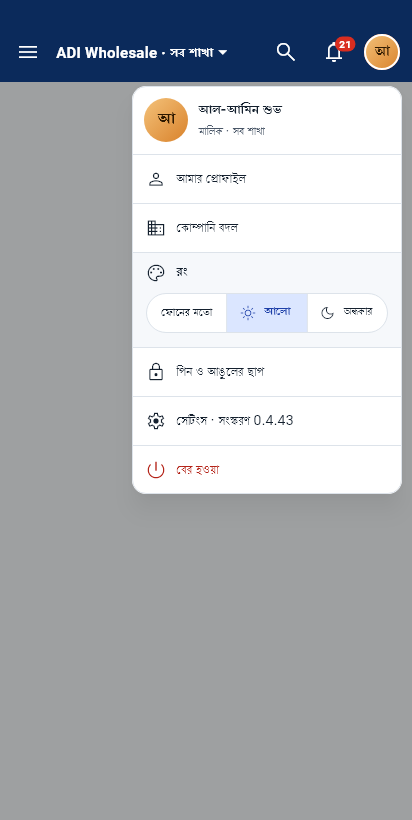 ADI Wholesale · সব শাখা
21
আ
আ
আল-আমিন শুভ
মালিক · সব শাখা
আমার প্রোফাইল
কোম্পানি বদল
রং
ফোনের মতো
আলো
অন্ধকার
পিন ও আঙুলের ছাপ
সেটিংস · সংস্করণ 0.4.43
বের হওয়া